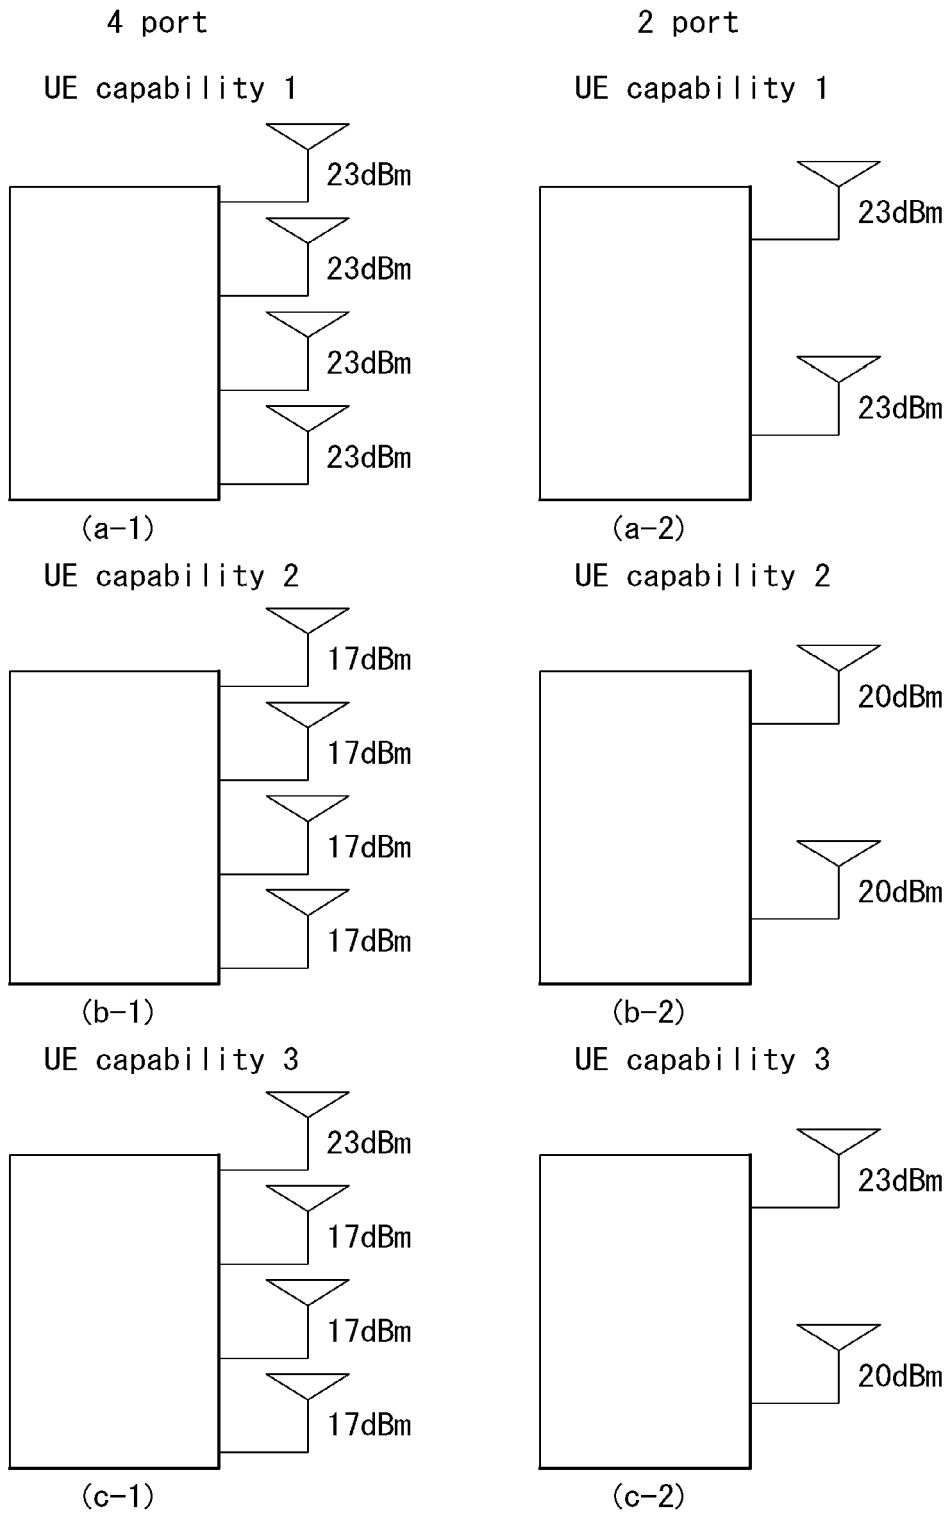 4 port
UE capability 1
23dBm
23dBm
23dBm
23dBm
(a-1)
UE capability 2
17dBm
17dBm
17dBm
17dBm
(b-1)
UE capability 3
23dBm
17dBm
17dBm
17dBm
(c-1)
2 port
UE capability 1
23dBm
23dBm
(a-2)
UE capability 2
20dBm
20dBm
(b-2)
UE capability 3
23dBm
20dBm
(c-2)